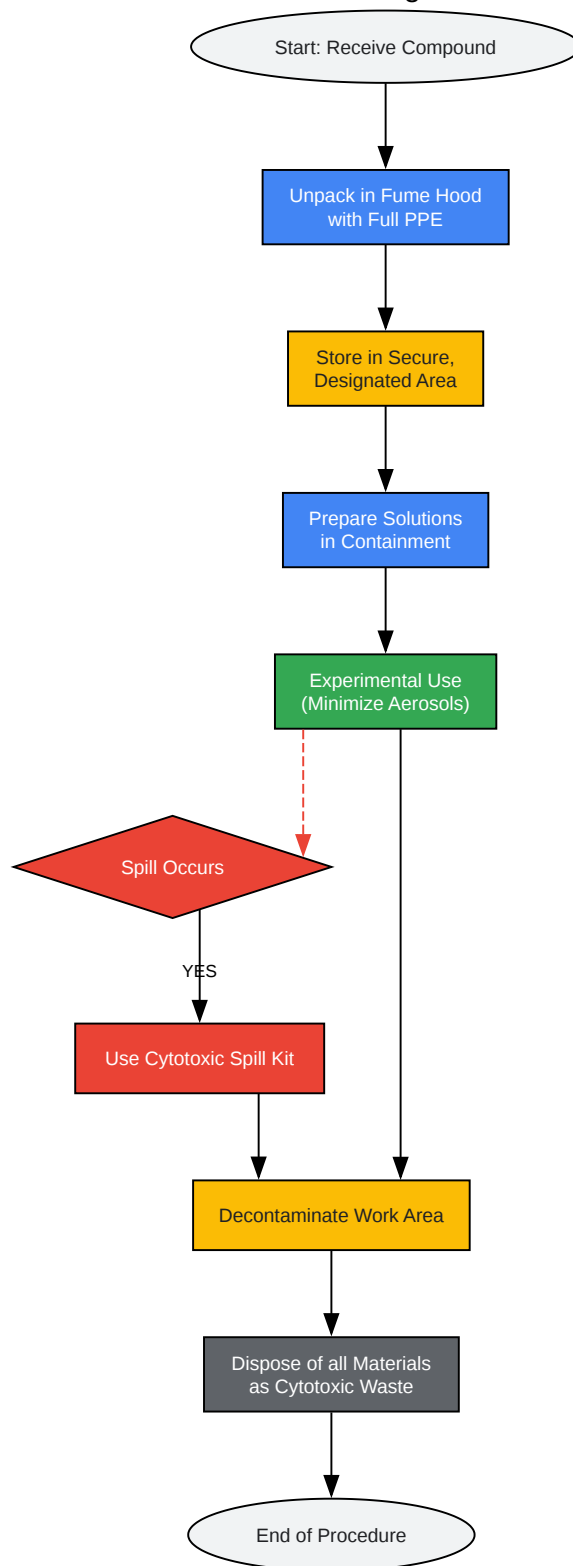 Start: Receive Compound
Unpack in Fume Hood
with Full PPE
Store in Secure,
Designated Area
Prepare Solutions
in Containment
Experimental Use
(Minimize Aerosols)
Spill Occurs
YES
Use Cytotoxic Spill Kit
Decontaminate Work Area
Dispose of all Materials
as Cytotoxic Waste
End of Procedure